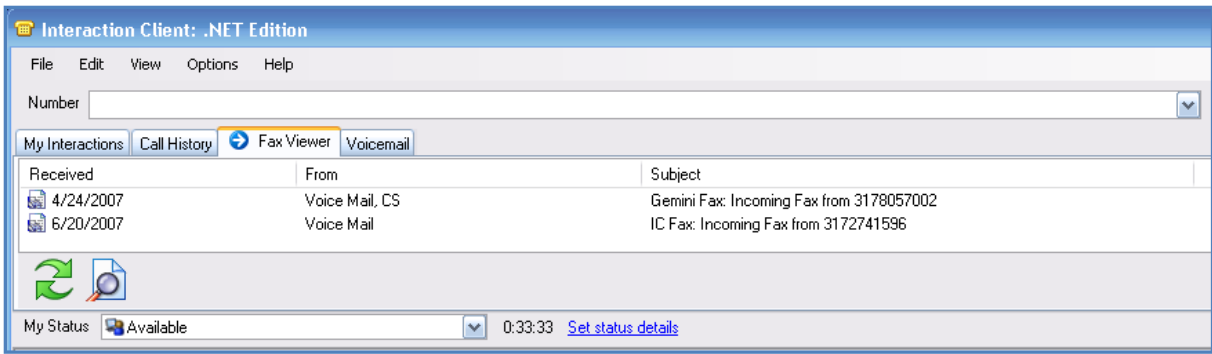 Interaction Client: .NET Edition
File Edit View Options Help
Number
My Interactions Call History Fax Viewer Voicemail
Received From Subject
4/24/2007 Voice Mail, CS Gemini Fax: Incoming Fax from 3178057002
6/20/2007 Voice Mail IC Fax: Incoming Fax from 3172741596
My Status Available 0:33:33 Set status details